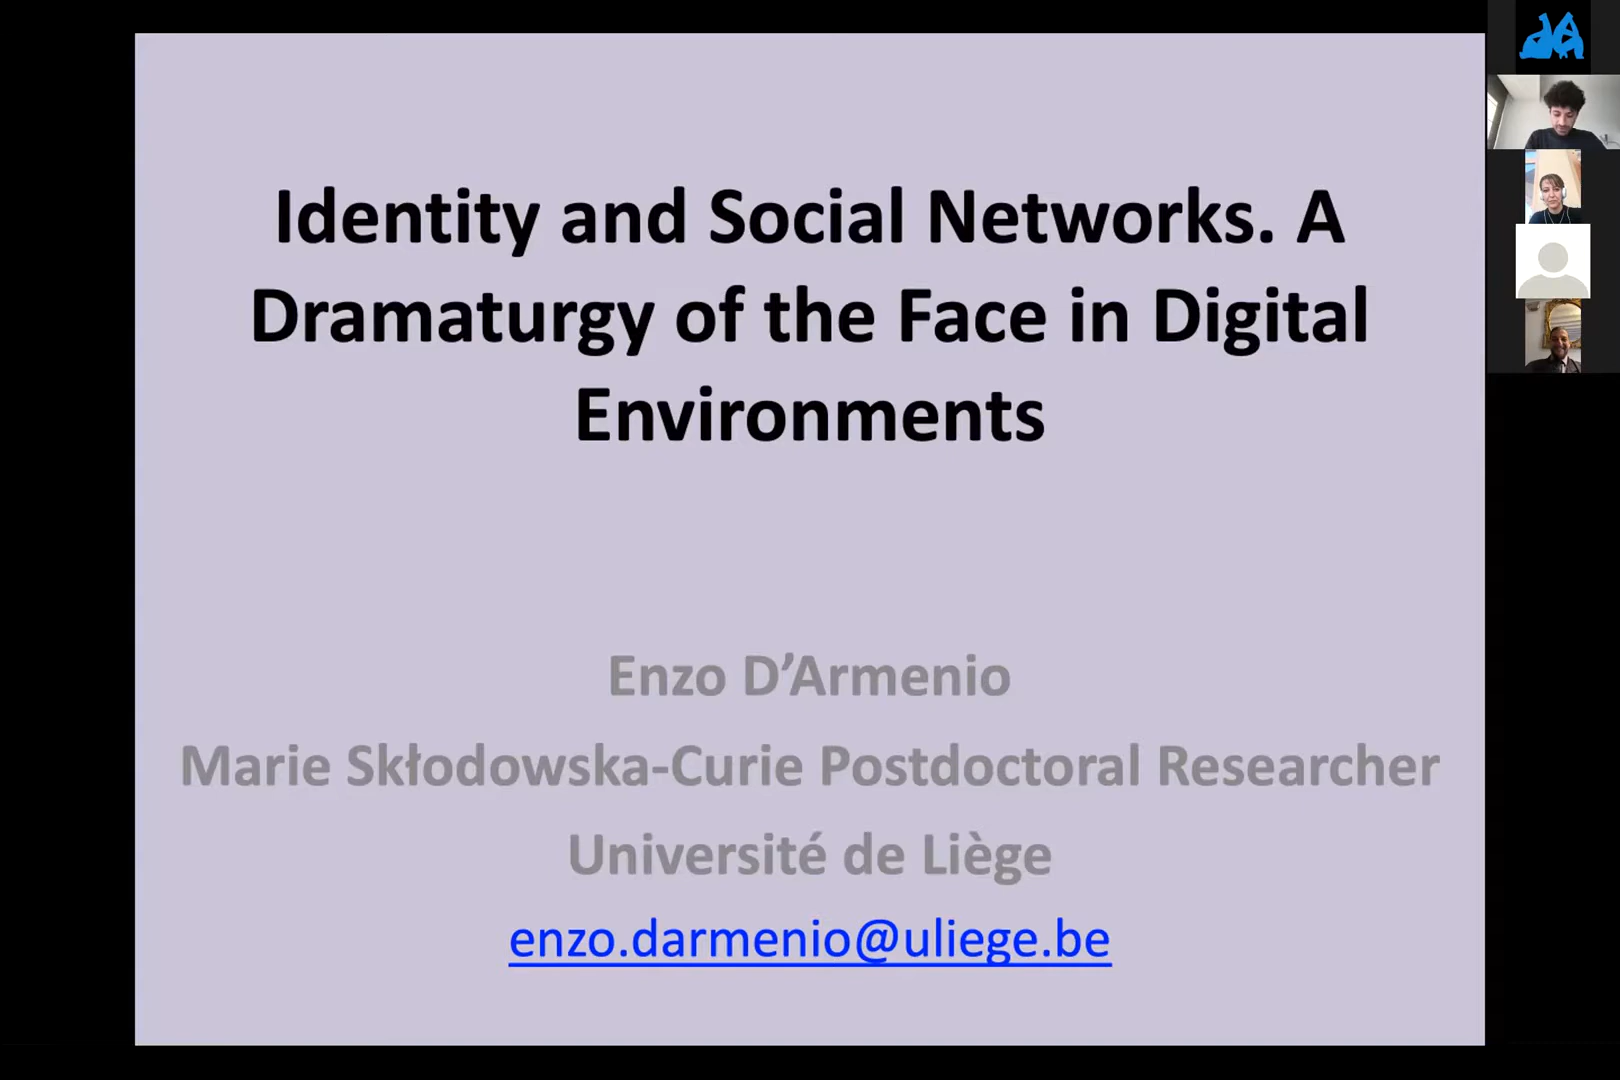 Identity and Social Networks. A
Dramaturgy of the Face in Digital
Environments
Enzo D’Armenio
Marie Skłodowska-Curie Postdoctoral Researcher
Université de Liège
enzo.darmenio@uliege.be